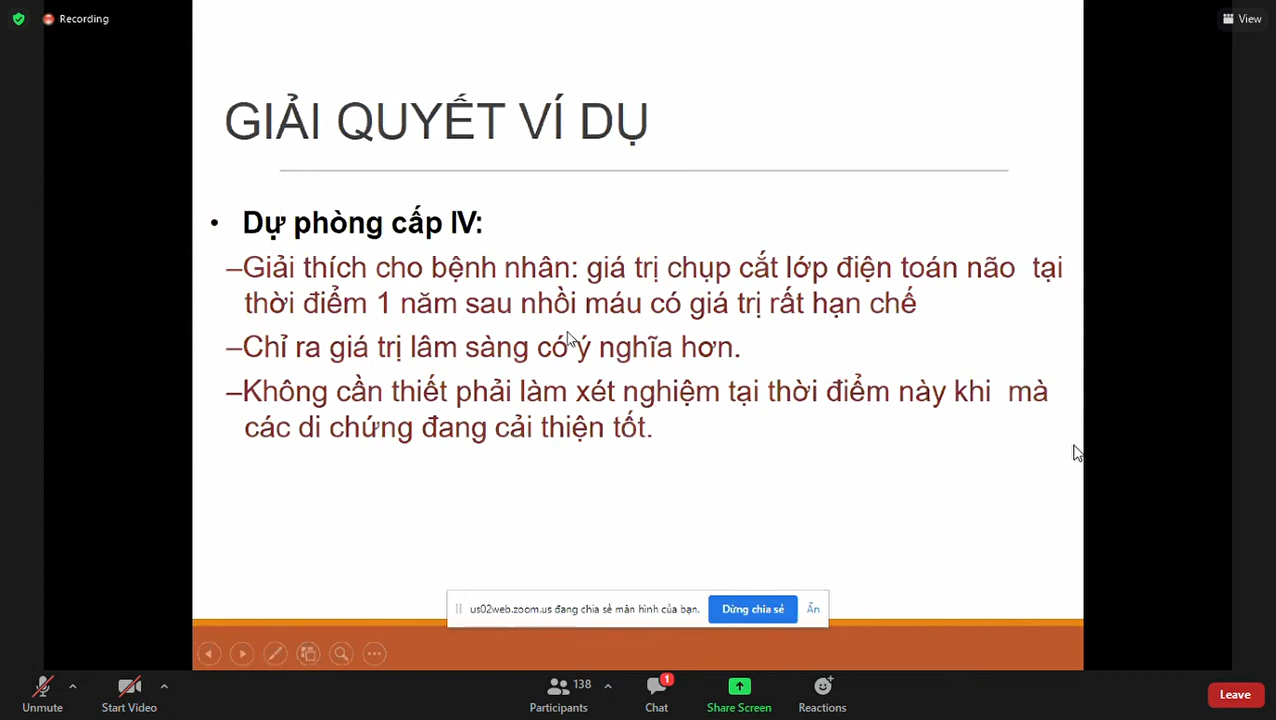 Recording
View
GIẢI QUYẾT VÍ DỤ
• Dự phòng cấp IV:
–Giải thích cho bệnh nhân: giá trị chụp cắt lớp điện toán não tại
thời điểm 1 năm sau nhồi máu có giá trị rất hạn chế
–Chỉ ra giá trị lâm sàng có ý nghĩa hơn.
–Không cần thiết phải làm xét nghiệm tại thời điểm này khi mà
các di chứng đang cải thiện tốt.
us02web.zoom.us đang chia sẻ màn hình của bạn.
Dừng chia sẻ
Ẩn
138
1
Unmute
Start Video
Participants
Chat
Share Screen
Reactions
Leave